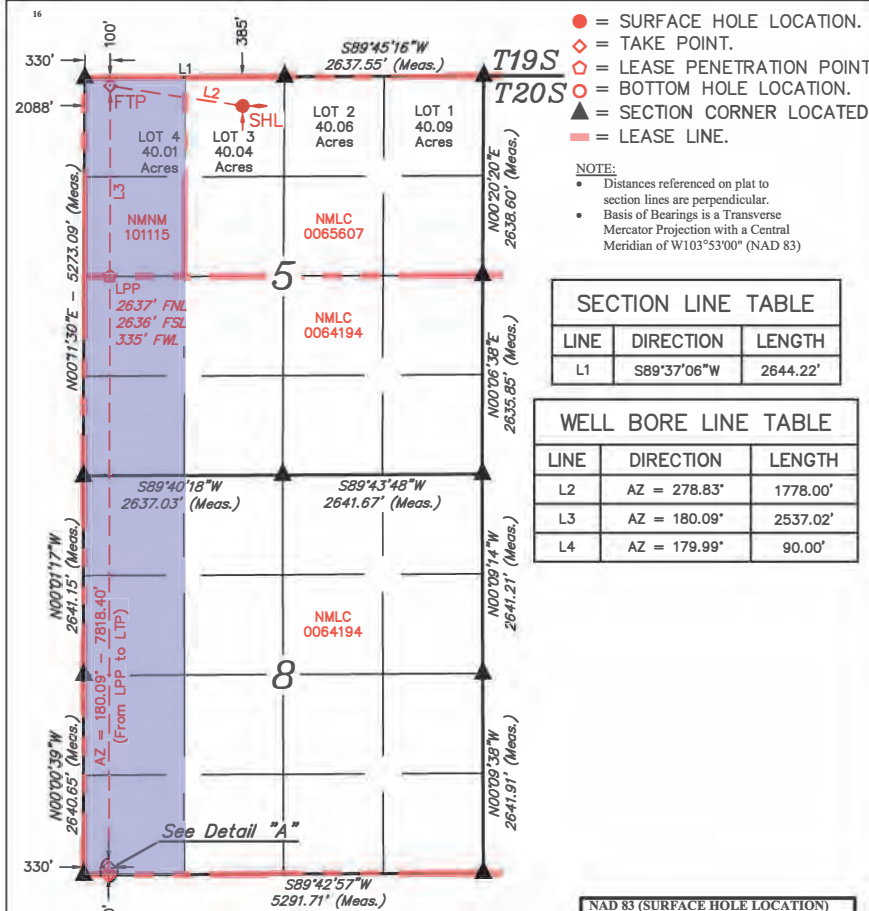 16
100'
385'
330'
S89°45'16"W
2637.55' (Meas.)
T19S
T20S
● = SURFACE HOLE LOCATION.
◇ = TAKE POINT.
= LEASE PENETRATION POINT
○ = BOTTOM HOLE LOCATION.
▲ = SECTION CORNER LOCATED
= LEASE LINE.
NOTE:
• Distances referenced on plat to
section lines are perpendicular.
• Basis of Bearings is a Transverse
Mercator Projection with a Central
Meridian of W103°53'00" (NAD 83)
L1
L2
2088'
FTP
SHL
LOT 4
40.01
Acres
LOT 3
40.04
Acres
LOT 2
40.06
Acres
LOT 1
40.09
Acres
N00°20'20"E
2638.60' (Meas.)
L3
NMNM
101115
NMLC
0065607
N00°11'30"E - 5273.09' (Meas.)
5
LPP
2637' FNL
2636' FSL
335' FWL
NMLC
0064194
N00°06'38"E
2635.85' (Meas.)
SECTION LINE TABLE
LINE DIRECTION LENGTH
L1 S89°37'06"W 2644.22'
WELL BORE LINE TABLE
LINE DIRECTION LENGTH
L2 AZ = 278.83° 1778.00'
L3 AZ = 180.09° 2537.02'
L4 AZ = 179.99° 90.00'
S89°40'18"W
2637.03' (Meas.)
S89°43'48"W
2641.67' (Meas.)
N00°01'17"W
2641.15' (Meas.)
N00°09'14"W
2641.21' (Meas.)
AZ = 180.09° - 7818.40'
(From LPP to LTP)
NMLC
0064194
8
N00°00'39"W
2640.65' (Meas.)
N00°09'38"W
2641.91' (Meas.)
See Detail "A"
330'
S89°42'57"W
5291.71' (Meas.)
NAD 83 (SURFACE HOLE LOCATION)